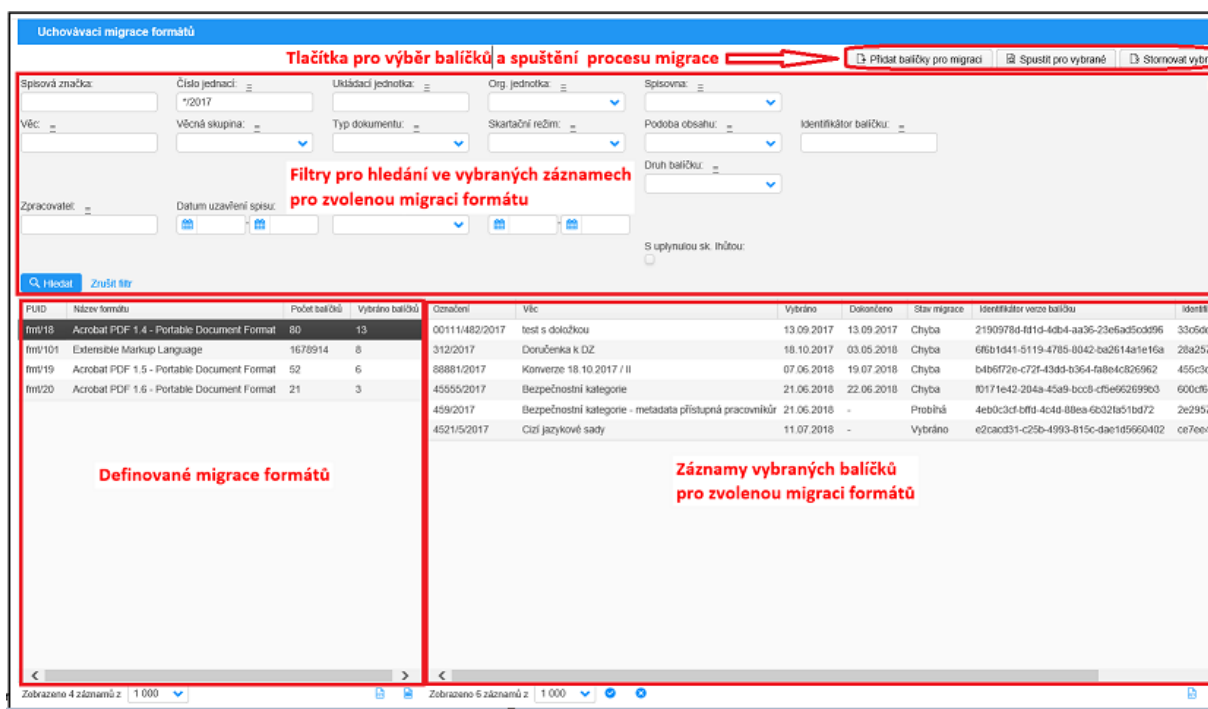 Uchovávací migrace formátů
Tlačítka pro výběr balíčků a spuštění procesu migrace
Přidat balíčky pro migraci Spustit pro vybrané Stornovat vybr
Spisová značka: Číslo jednací: = Ukládací jednotka: = Org. jednotka: = Spisovna: =
*/2017
Věc: = Věcná skupina: = Typ dokumentu: = Skartační režim: = Podoba obsahu: = Identifikátor balíčku: =
Druh balíčku: =
Filtry pro hledání ve vybraných záznamech
pro zvolenou migraci formátu
Zpracovatel: = Datum uzavření spisu:
- -
S uplynulou sk. lhůtou:
Hledat Zrušit filtr
PUID Název formátu Počet balíčků Vybráno balíčků
fmt/18 Acrobat PDF 1.4 - Portable Document Format 80 13
fmt/101 Extensible Markup Language 1678914 8
fmt/19 Acrobat PDF 1.5 - Portable Document Format 52 6
fmt/20 Acrobat PDF 1.6 - Portable Document Format 21 3
Definované migrace formátů
Zobrazeno 4 záznamů z 1 000
Označení Věc Vybráno Dokončeno Stav migrace Identifikátor verze balíčku Identifi
00111/482/2017 test s doložkou 13.09.2017 13.09.2017 Chyba 2190978d-fd1d-4db4-aa36-23e6ad5cdd96
312/2017 Doručenka k DZ 18.10.2017 03.05.2018 Chyba 6f6b1d41-5119-4785-8042-ba2614a1e16a 28a257
88881/2017 Konverze 18.10.2017 / II 07.06.2018 19.07.2018 Chyba b4b6f72e-c72f-43dd-b364-fa8e4c826962 455c3c
45555/2017 Bezpečnostní kategorie 21.06.2018 22.06.2018 Chyba f0171e42-204a-45a9-bcc8-cf5e662699b3 600cf6
459/2017 Bezpečnostní kategorie - metadata přístupná pracovníkůr 21.06.2018 - Probíhá 4eb0c3cf-bffd-4c4d-88ea-6b32fa51bd72 2e2957
4521/5/2017 Cizí jazykové sady 11.07.2018 - Vybráno e2cacd31-c25b-4993-815c-dae1d5660402 ce7ee4
Záznamy vybraných balíčků
pro zvolenou migraci formátů
Zobrazeno 6 záznamů z 1 000